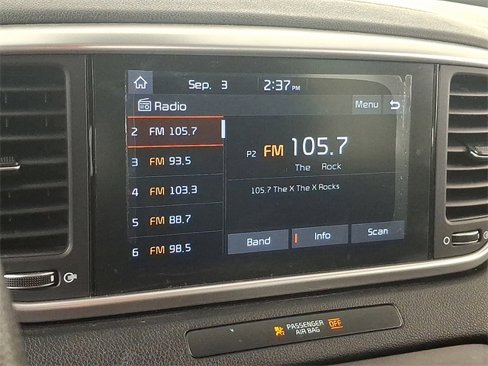 Sep. 3 2:37 PM
Radio Menu
2 FM 105.7
3 FM 93.5
4 FM 103.3
5 FM 88.7
6 FM 98.5
P2 FM 105.7
The Rock
105.7 The X The X Rocks
Band Info Scan
PASSENGER
AIR BAG
OFF